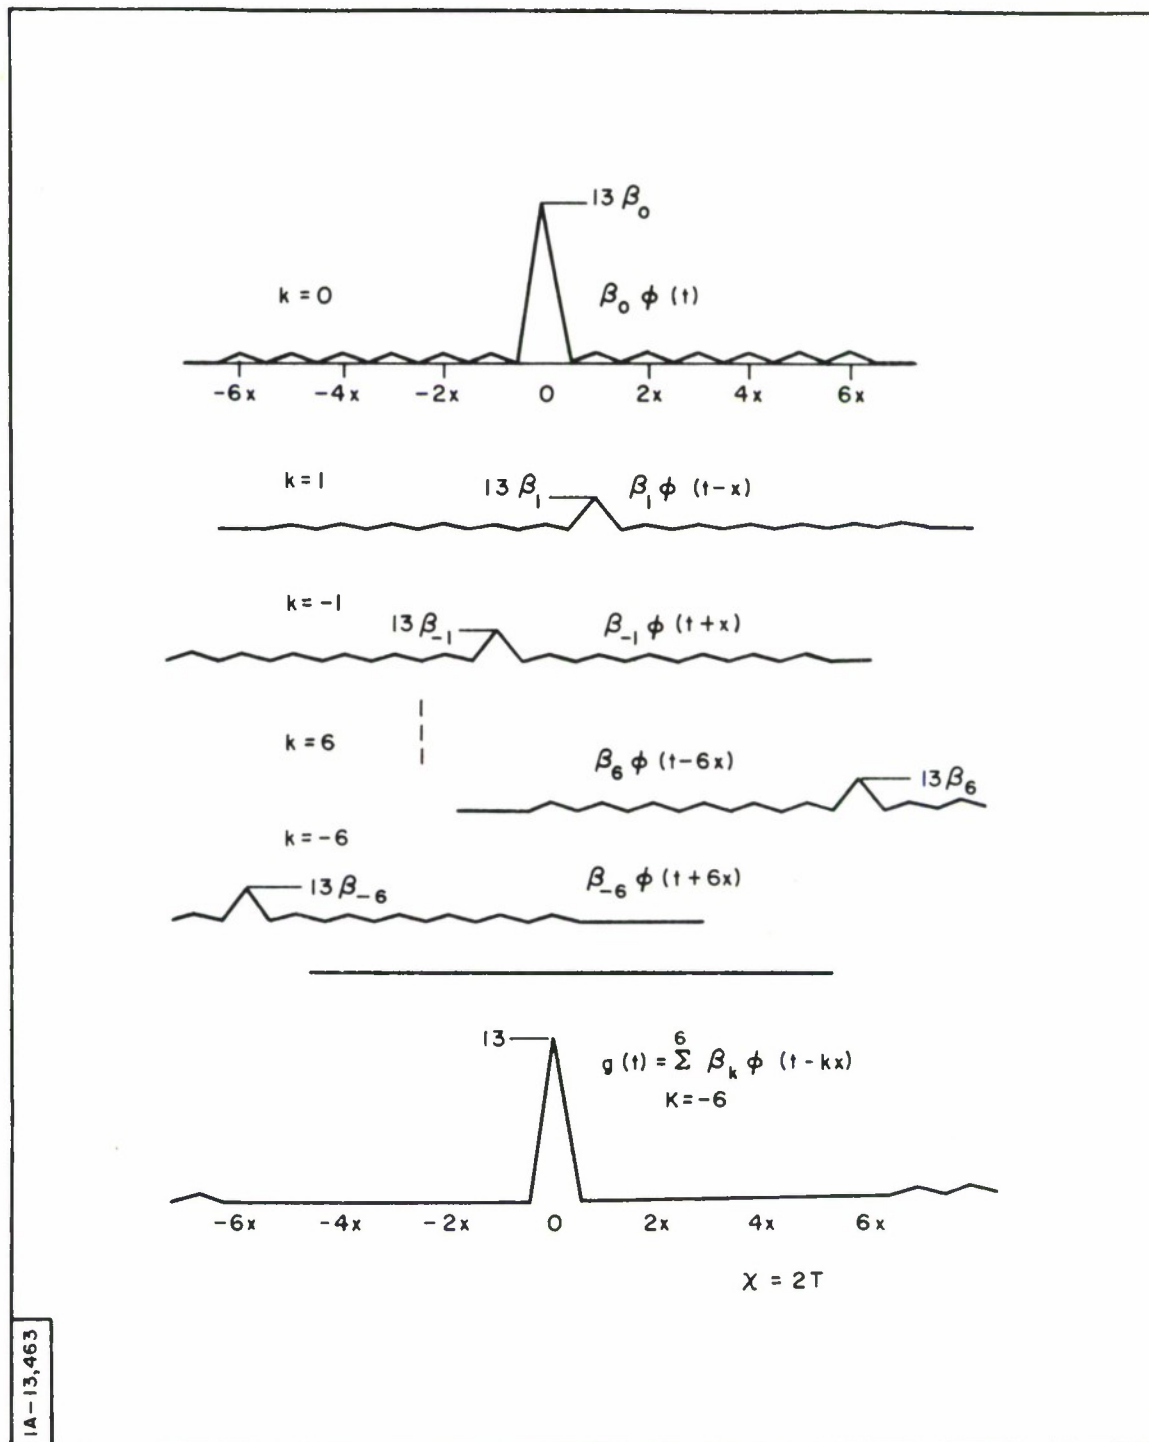 13 β₀
k = 0
β₀ ϕ (t)
-6x -4x -2x 0 2x 4x 6x
k = 1
13 β₁
β₁ ϕ (t-x)
k = -1
13 β₋₁
β₋₁ ϕ (t+x)
k = 6
β₆ ϕ (t-6x)
13 β₆
k = -6
13 β₋₆
β₋₆ ϕ (t + 6x)
13
6
g (t) = Σ βₖ ϕ (t - kx)
K = -6
-6x -4x -2x 0 2x 4x 6x
χ = 2T
IA-13,463